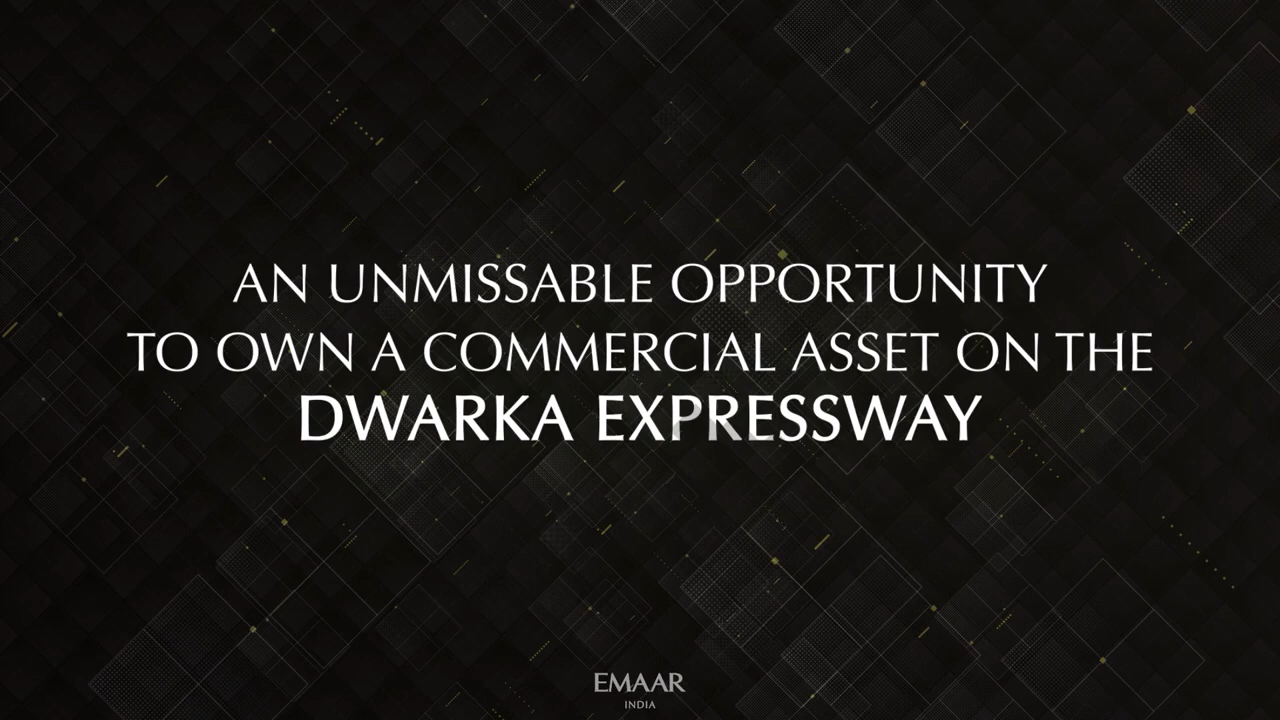 AN UNMISSABLE OPPORTUNITY
TO OWN A COMMERCIAL ASSET ON THE
DWARKA EXPRESSWAY
EMAAR
INDIA